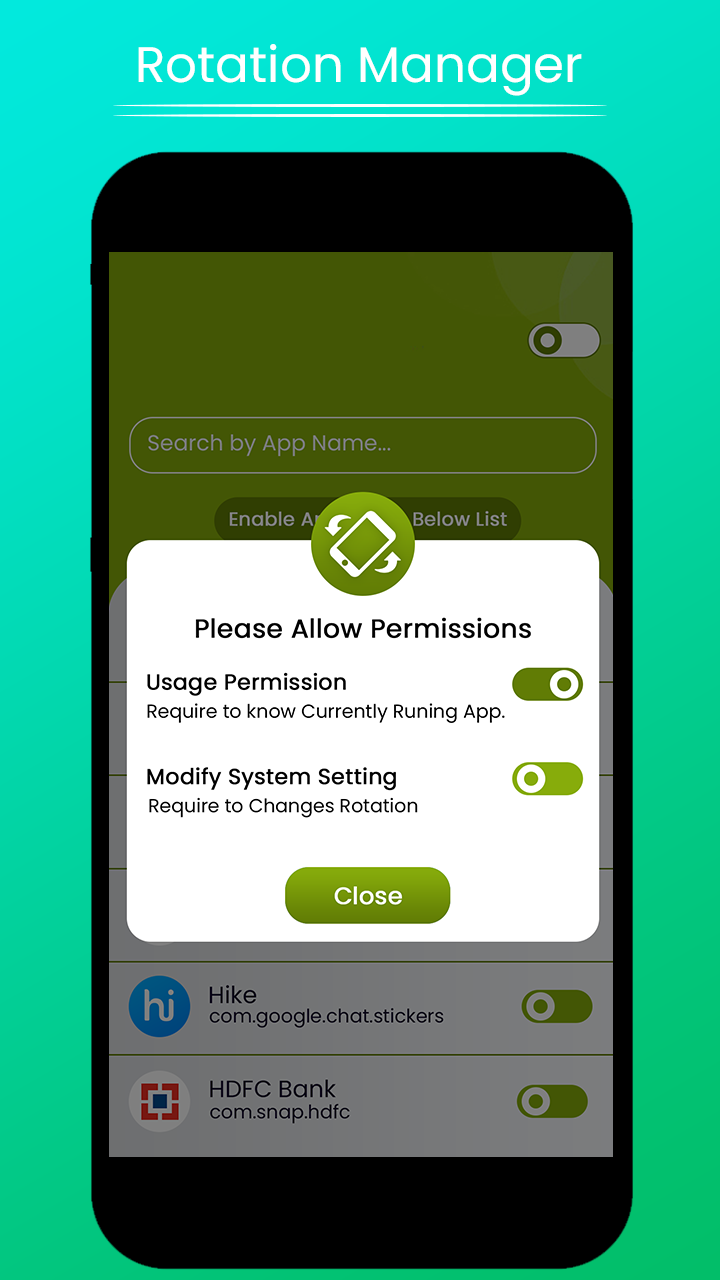 Rotation Manager
Search by App Name...
Enable A Below List
Please Allow Permissions
Usage Permission
Require to know Currently Runing App.
Modify System Setting
Require to Changes Rotation
Close
hi
Hike
com.google.chat.stickers
HDFC Bank
com.snap.hdfc